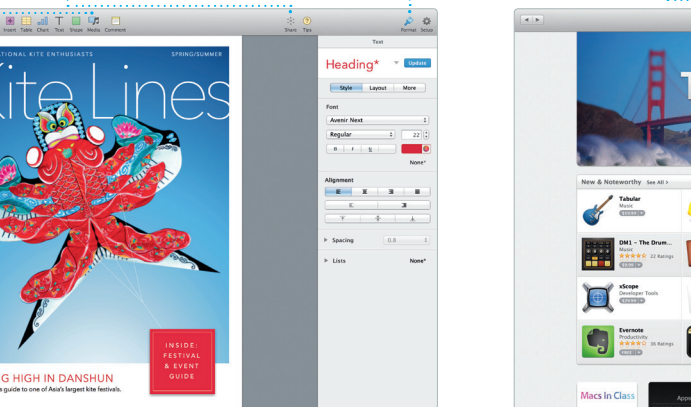 Insert Table Chart Text Shape Media Comment
Share Tips
Format Setup
ATIONAL KITE ENTHUSIASTS
SPRING/SUMMER
Kite Lines
INSIDE:
FESTIVAL
& EVENT
GUIDE
G HIGH IN DANSHUN
s guide to one of Asia's largest kite festivals.
Text
Heading*
Update
Style Layout More
Font
Avenir Next
Regular 22
B I U
None*
Alignment
Spacing 0.8
Lists None*
T
New & Noteworthy See All >
Tabular
Music
DM1 – The Drum...
Music
22 Ratings
xScope
Developer Tools
Evernote
Productivity
36 Ratings
FREE
Macs in Class
Apps